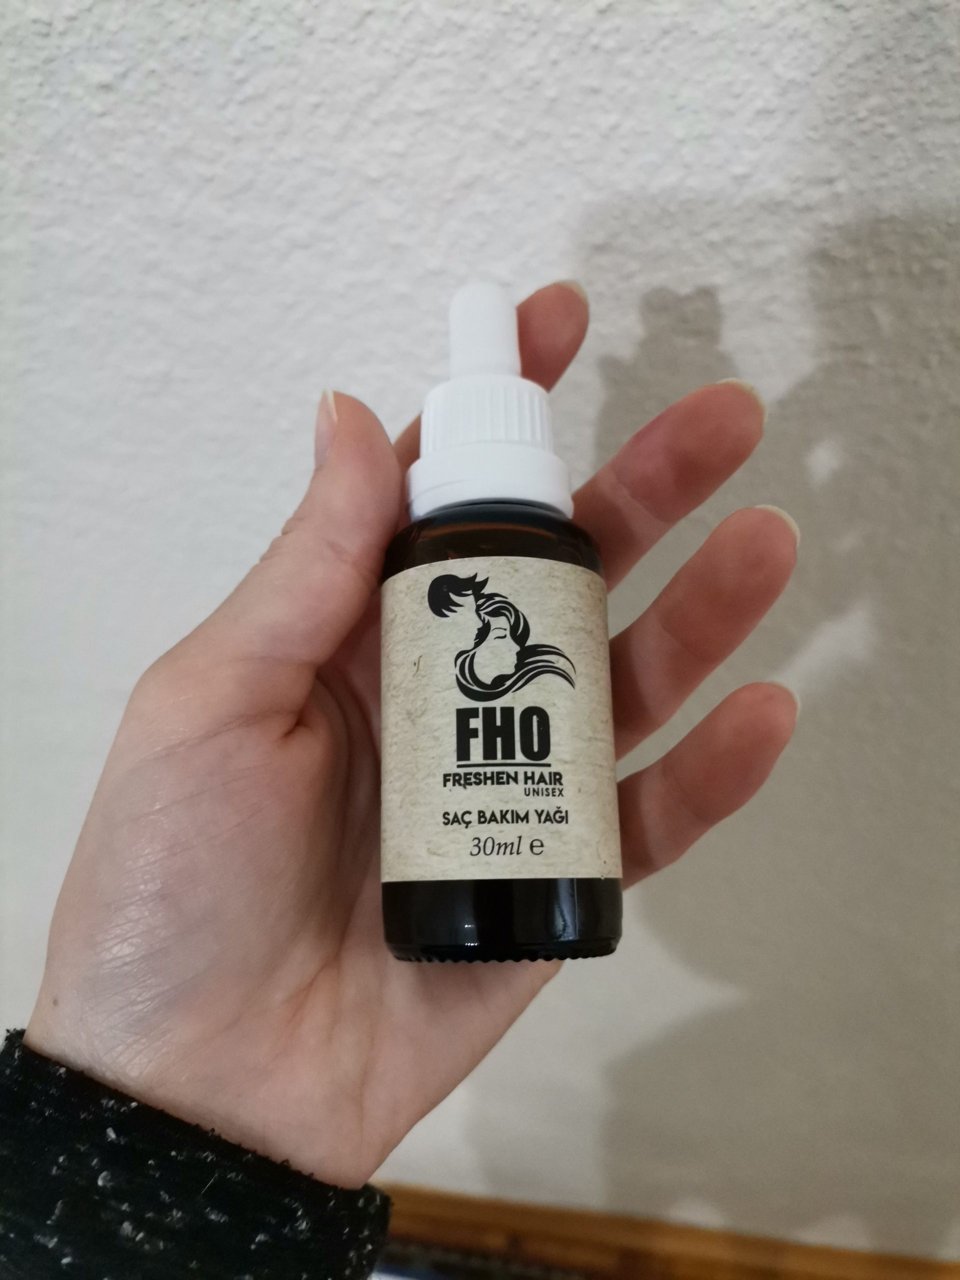 FHO
FRESHEN HAIR
UNISEX
SAÇ BAKIM YAĞI
30ml ℮